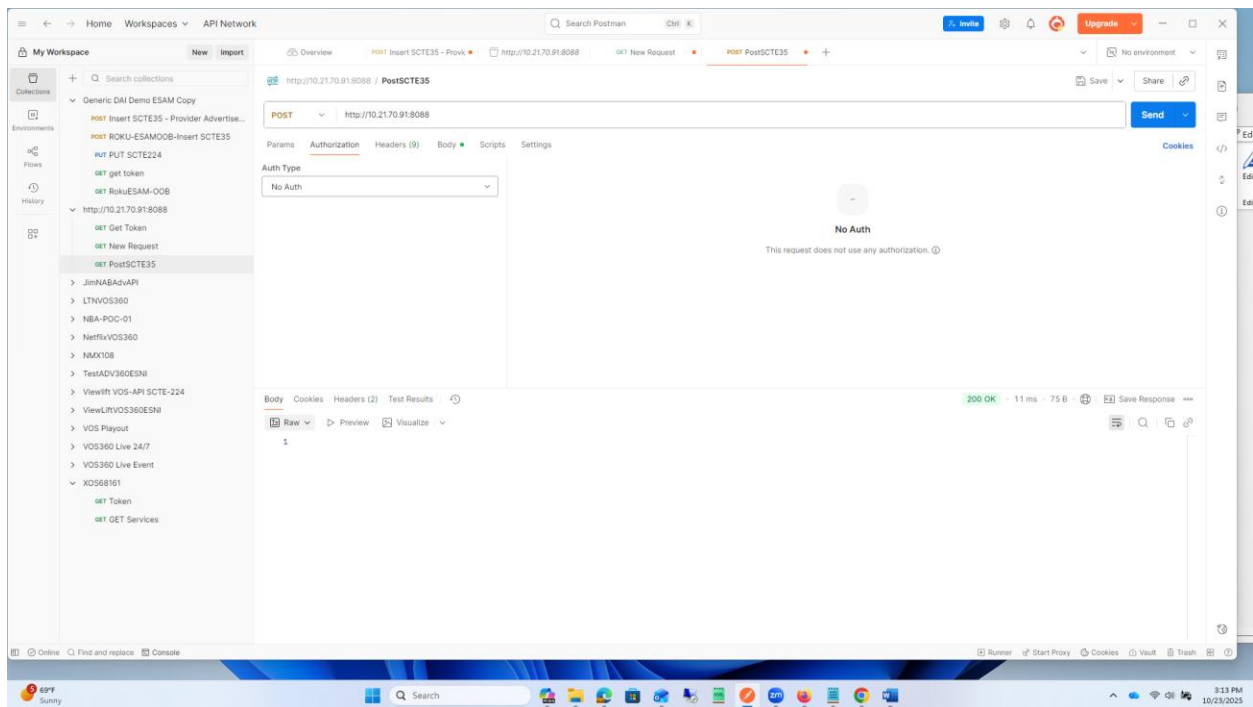 Home Workspaces API Network Search Postman Ctrl K Invite Upgrade
My Workspace New Import Overview POST Insert SCTE35 - Provic http://10.21.70.91:8088 GET New Request POST PostSCTE35 + No environment
Search collections
http://10.21.70.91:8088 / PostSCTE35 Save Share
POST http://10.21.70.91:8088 Send
Params Authorization Headers (9) Body Scripts Settings Cookies
Auth Type
No Auth
No Auth
This request does not use any authorization.
Collections
Environments
Flows
History
Generic DAI Demo ESAM Copy
POST Insert SCTE35 - Provider Advertise...
POST ROKU-ESAMOOB-Insert SCTE35
PUT PUT SCTE224
GET get token
GET RokuESAM-OOB
http://10.21.70.91:8088
GET Get Token
GET New Request
GET PostSCTE35
JimNABAdvAPI
LTNVOS360
NBA-POC-01
NetflixVOS360
NMX108
TestADV360ESNI
Viewlift VOS-API SCTE-224
ViewLiftVOS360ESNI
VOS Playout
VOS360 Live 24/7
VOS360 Live Event
XOS68161
GET Token
GET GET Services
Body Cookies Headers (2) Test Results 200 OK 11 ms 75 B Save Response
Raw Preview Visualize
1
Online Find and replace Console Runner Start Proxy Cookies Vault Trash
5
69°F
Sunny
Search
zm
3:13 PM
10/23/2025